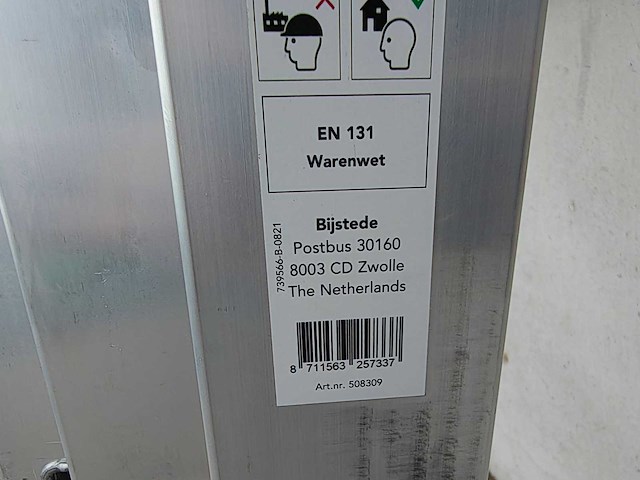 EN 131
Warenwet
Bijstede
Postbus 30160
8003 CD Zwolle
The Netherlands
739566-B-0821
8 711563 257337
Art.nr. 508309